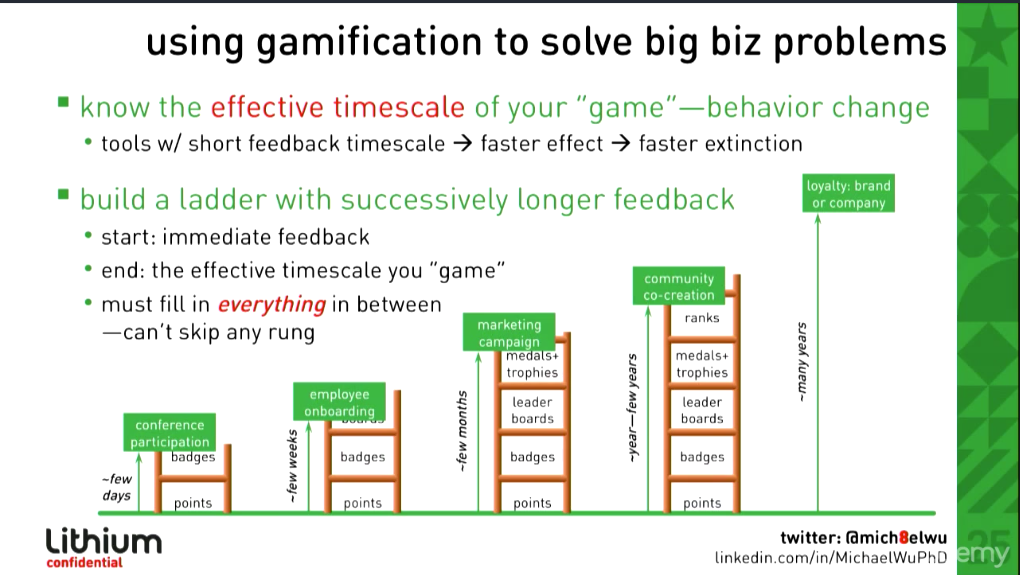 using gamification to solve big biz problems
▪ know the effective timescale of your "game"—behavior change
• tools w/ short feedback timescale → faster effect → faster extinction
▪ build a ladder with successively longer feedback
• start: immediate feedback
• end: the effective timescale you "game"
• must fill in everything in between
—can't skip any rung
conference
participation
badges
points
~few
days
employee
onboarding
badges
points
~few weeks
marketing
campaign
medals+
trophies
leader
boards
badges
points
~few months
community
co-creation
ranks
medals+
trophies
leader
boards
badges
points
~year—few years
loyalty: brand
or company
~many years
Lithium
confidential
twitter: @mich8elwu
linkedin.com/in/MichaelWuPhD
25
emy